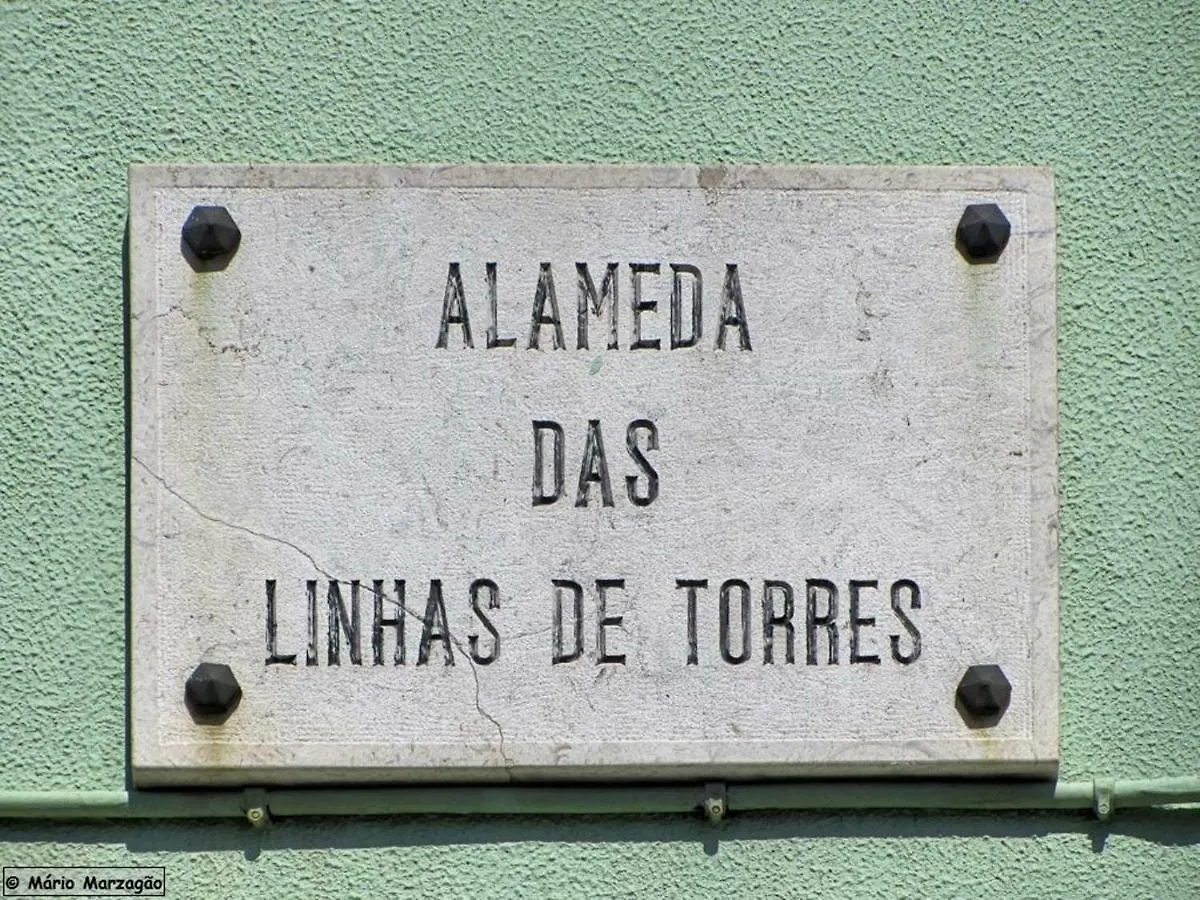 ALAMEDA
DAS
LINHAS DE TORRES
© Mário Marzagão